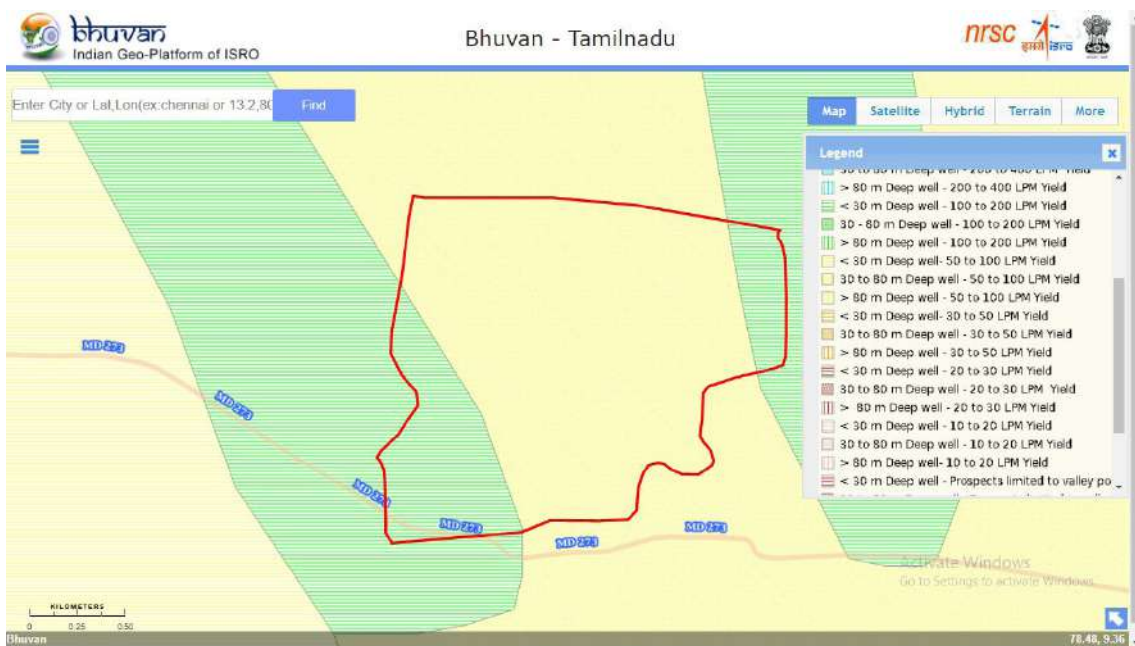 bhuvan
Indian Geo-Platform of ISRO
Bhuvan - Tamilnadu
nrsc
इसरो isro
Enter City or Lat,Lon(ex:chennai or 13.2,80
Find
Map Satellite Hybrid Terrain More
Legend
> 80 m Deep well - 200 to 400 LPM Yield
< 30 m Deep well - 100 to 200 LPM Yield
30 - 80 m Deep well - 100 to 200 LPM Yield
> 80 m Deep well - 100 to 200 LPM Yield
< 30 m Deep well- 50 to 100 LPM Yield
30 to 80 m Deep well - 50 to 100 LPM Yield
> 80 m Deep well - 50 to 100 LPM Yield
< 30 m Deep well- 30 to 50 LPM Yield
30 to 80 m Deep well - 30 to 50 LPM Yield
> 80 m Deep well - 30 to 50 LPM Yield
< 30 m Deep well - 20 to 30 LPM Yield
30 to 80 m Deep well - 20 to 30 LPM Yield
> 80 m Deep well - 20 to 30 LPM Yield
< 30 m Deep well - 10 to 20 LPM Yield
30 to 80 m Deep well - 10 to 20 LPM Yield
> 80 m Deep well- 10 to 20 LPM Yield
< 30 m Deep well - Prospects limited to valley po
MD 273
MD 273
MD 273
MD 273
MD 273
MD 273
Activate Windows
Go to Settings to activate Windows.
KILOMETERS
0 0.25 0.50
Bhuvan
78.48, 9.36